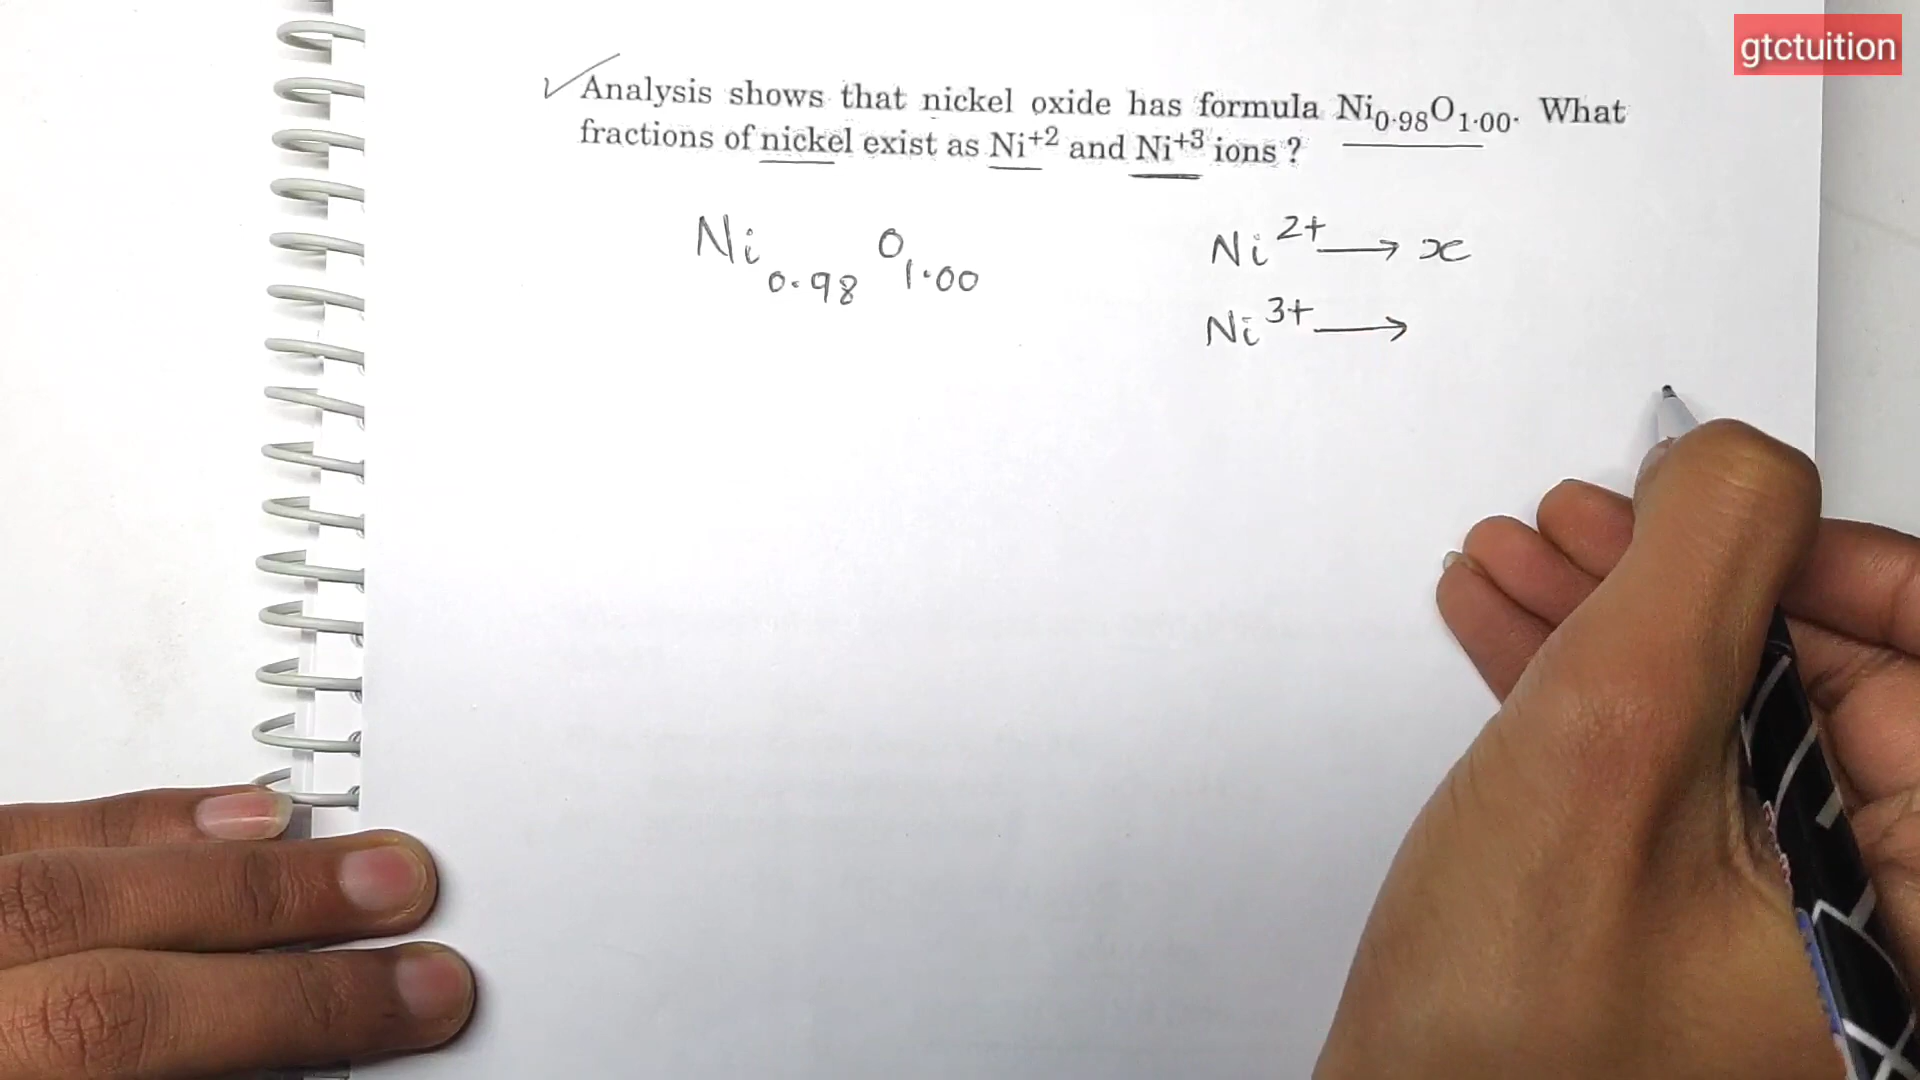 gtctuition
Analysis shows that nickel oxide has formula Ni0·98O1·00. What
fractions of nickel exist as Ni+2 and Ni+3 ions ?
Ni0.98 O1.00
Ni2+ → x
Ni3+ →